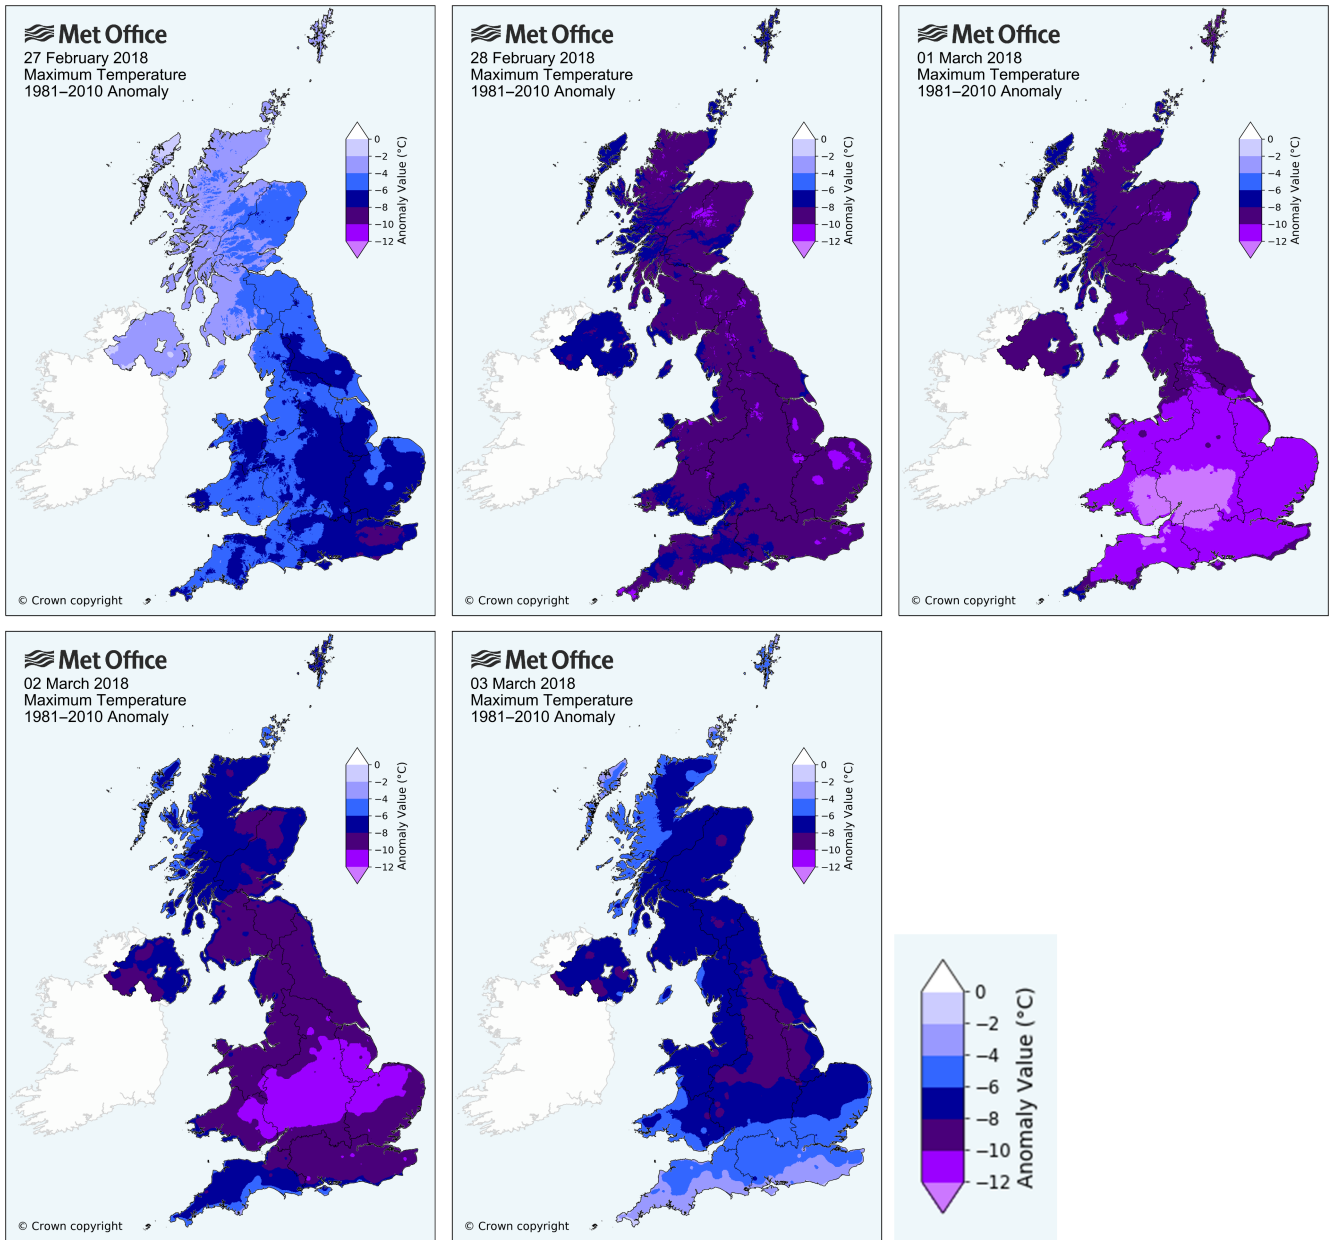 Met Office
27 February 2018
Maximum Temperature
1981–2010 Anomaly
0
−2
−4
−6
−8
−10
−12
Anomaly Value (°C)
© Crown copyright
Met Office
28 February 2018
Maximum Temperature
1981–2010 Anomaly
0
−2
−4
−6
−8
−10
−12
Anomaly Value (°C)
© Crown copyright
Met Office
01 March 2018
Maximum Temperature
1981–2010 Anomaly
0
−2
−4
−6
−8
−10
−12
Anomaly Value (°C)
© Crown copyright
Met Office
02 March 2018
Maximum Temperature
1981–2010 Anomaly
0
−2
−4
−6
−8
−10
−12
Anomaly Value (°C)
© Crown copyright
Met Office
03 March 2018
Maximum Temperature
1981–2010 Anomaly
0
−2
−4
−6
−8
−10
−12
Anomaly Value (°C)
© Crown copyright
0
−2
−4
−6
−8
−10
−12
Anomaly Value (°C)